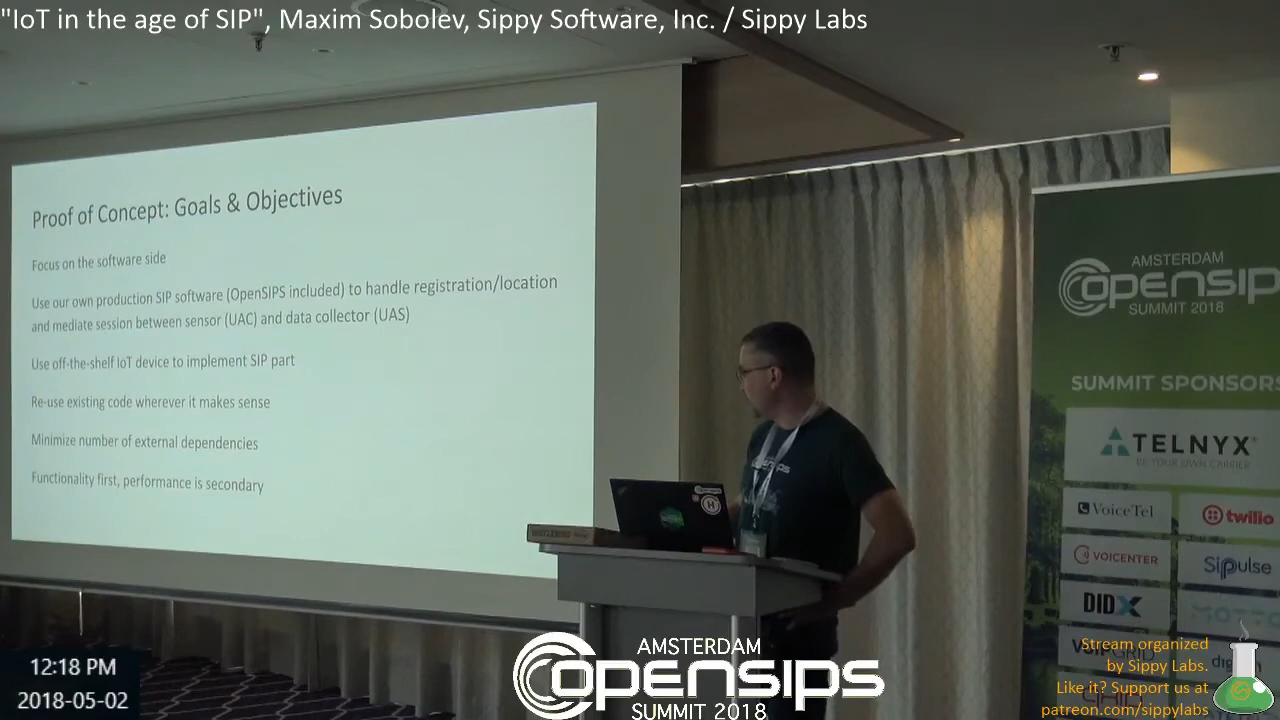 "IoT in the age of SIP", Maxim Sobolev, Sippy Software, Inc. / Sippy Labs
Proof of Concept: Goals & Objectives
Focus on the software side
Use our own production SIP software (OpenSIPS included) to handle registration/location
and mediate session between sensor (UAC) and data collector (UAS)
Use off-the-shelf IoT device to implement SIP part
Re-use existing code wherever it makes sense
Minimize number of external dependencies
Functionality first, performance is secondary
AMSTERDAM
OPENSIPS
SUMMIT 2018
SUMMIT SPONSORS
TELNYX
BE YOUR OWN CARRIER
VoiceTel
twilio
VOICENTER
Sipulse
DIDX
12:18 PM
2018-05-02
AMSTERDAM
OPENSIPS
SUMMIT 2018
Stream organized
by Sippy Labs.
Like it? Support us at
patreon.com/sippylabs